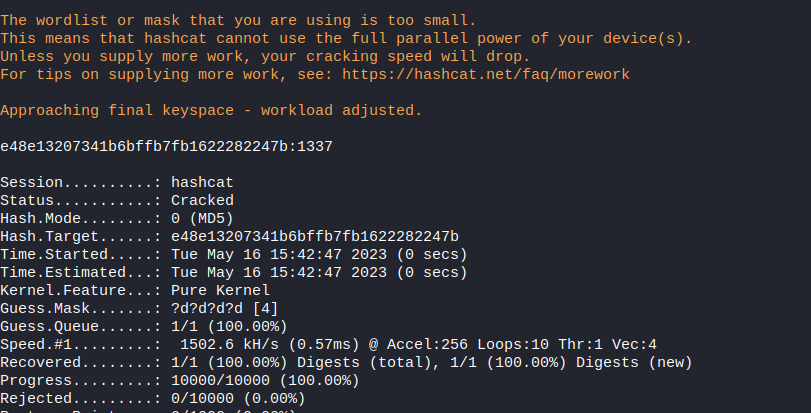 The wordlist or mask that you are using is too small.
This means that hashcat cannot use the full parallel power of your device(s).
Unless you supply more work, your cracking speed will drop.
For tips on supplying more work, see: https://hashcat.net/faq/morework
Approaching final keyspace - workload adjusted.
e48e13207341b6bffb7fb1622282247b:1337
Session..........: hashcat
Status...........: Cracked
Hash.Mode........: 0 (MD5)
Hash.Target......: e48e13207341b6bffb7fb1622282247b
Time.Started.....: Tue May 16 15:42:47 2023 (0 secs)
Time.Estimated...: Tue May 16 15:42:47 2023 (0 secs)
Kernel.Feature...: Pure Kernel
Guess.Mask.......: ?d?d?d?d [4]
Guess.Queue......: 1/1 (100.00%)
Speed.#1.........:  1502.6 kH/s (0.57ms) @ Accel:256 Loops:10 Thr:1 Vec:4
Recovered........: 1/1 (100.00%) Digests (total), 1/1 (100.00%) Digests (new)
Progress.........: 10000/10000 (100.00%)
Rejected.........: 0/10000 (0.00%)